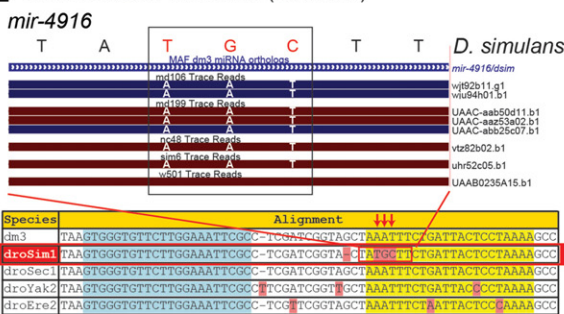 mir-4916
T A T G C T T D. simulans
MAF dm3 miRNA orthologs mir-4916/dsim
md106 Trace Reads
A A T wjt92b11.g1
A A wiu94h01.b1
md199 Trace Reads
A A T UAAC-aab50d11.b1
A A UAAC-aaz53a02.b1
A A T UAAC-abb25c07.b1
nc48 Trace Reads
A A T vtz82b02.b1
sim6 Trace Reads
A A T uhr52c05.b1
w501 Trace Reads
UAAB0235A15.b1
Species Alignment
dm3 TAAGTGGGTGTTCTTGGAAATTCGCC-TCGATCGGTAGCTAAATTTCTGATTACTCCTAAAAGCC
droSim1 TAAGTGGGTGTTCTTGGAAATTCGCC-TCGATCGGTA-CTATGCTTCTGATTACTCCTAAAAGCC
droSec1 TAAGTGGGTGTTCTTGGAAATTCGCC-TCGATCGGTAGCTAAATTTCTGATTACTCCTAAAAGCC
droYak2 TAAGTGGGTGTTCTTGGAAATTCGCCTTCGATCGGTTGCTAAATTTCTGATTACTCCCAAAAGCC
droEre2 TAAGTGGGTGTTCTTGGAAATTCGCC-TCGTTCGGTAGCTAAATTTCTAATTACTCCCAAAAGCC